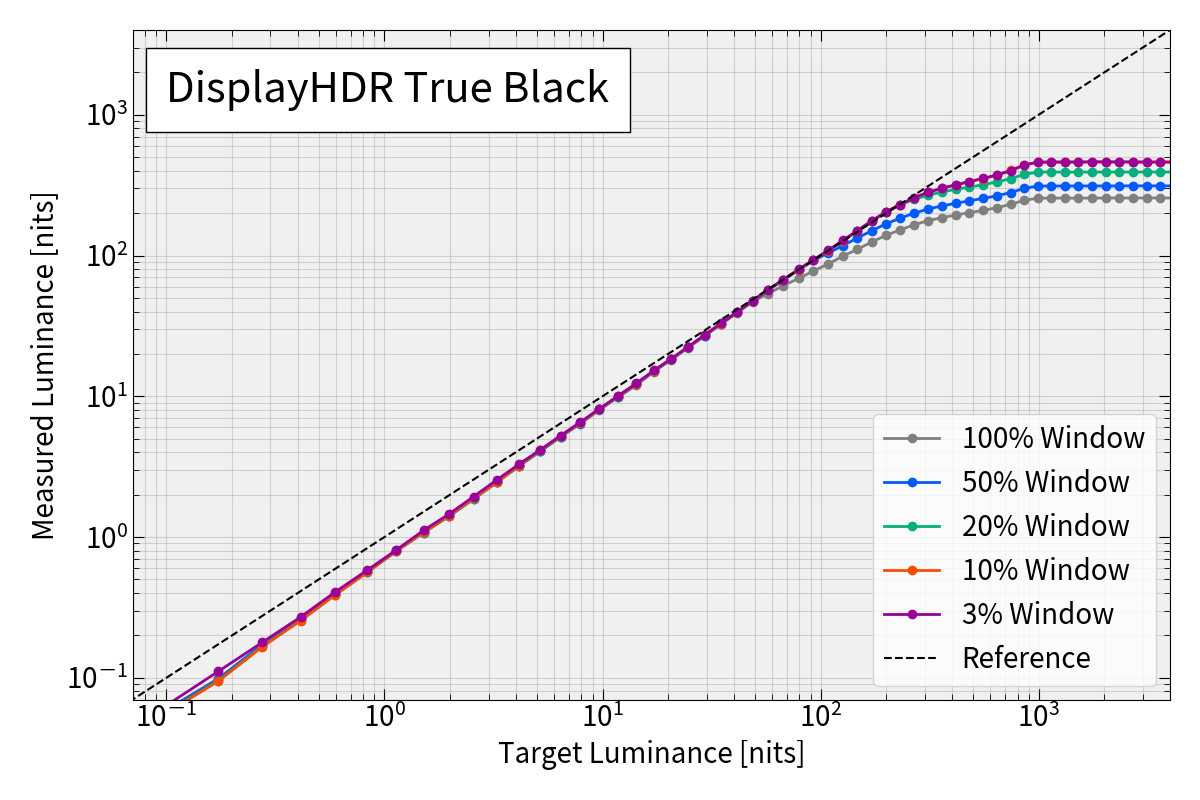 DisplayHDR True Black
Measured Luminance [nits]
10³
10²
10¹
10⁰
10⁻¹
100% Window
50% Window
20% Window
10% Window
3% Window
Reference
10⁻¹ 10⁰ 10¹ 10² 10³
Target Luminance [nits]